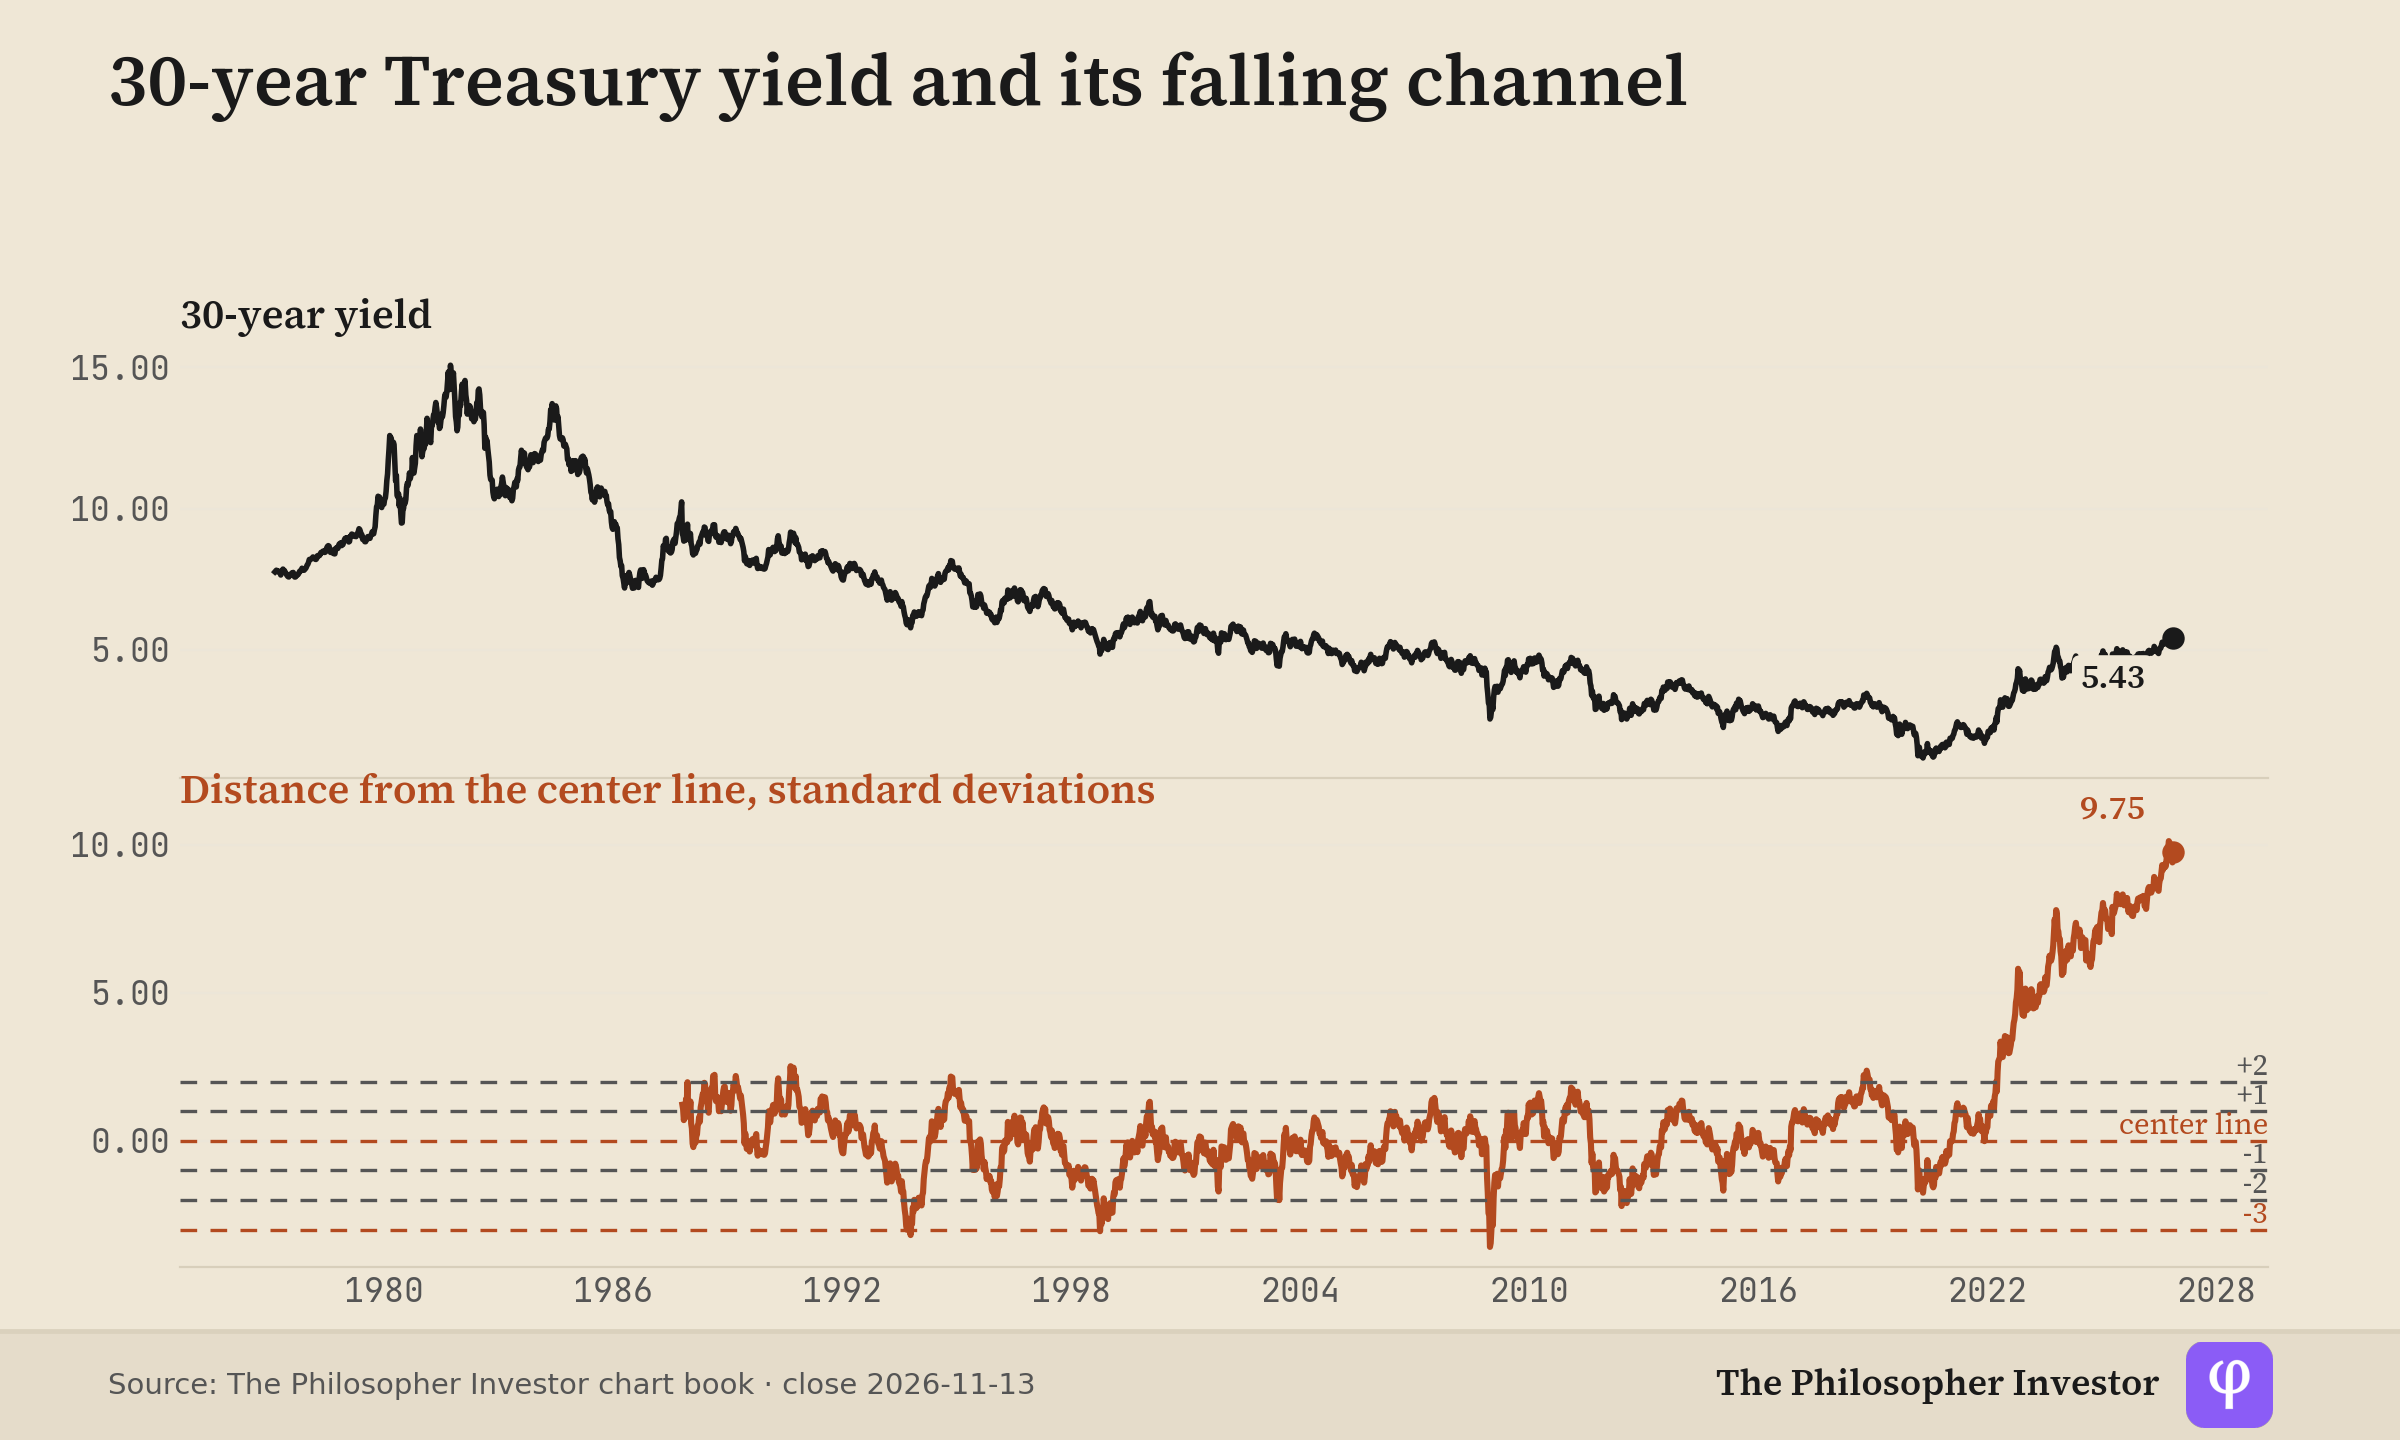 30-year Treasury yield and its falling channel
30-year yield
15.00
10.00
5.00
5.43
Distance from the center line, standard deviations
9.75
10.00
5.00
+2
+1
center line
0.00
-1
-2
-3
1980 1986 1992 1998 2004 2010 2016 2022 2028
Source: The Philosopher Investor chart book · close 2026-11-13
The Philosopher Investor φ